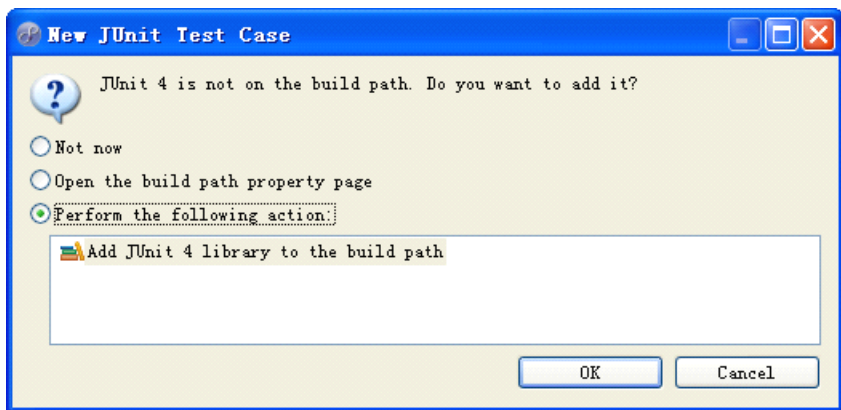 New JUnit Test Case
JUnit 4 is not on the build path. Do you want to add it?
Not now
Open the build path property page
Perform the following action:
Add JUnit 4 library to the build path
OK
Cancel